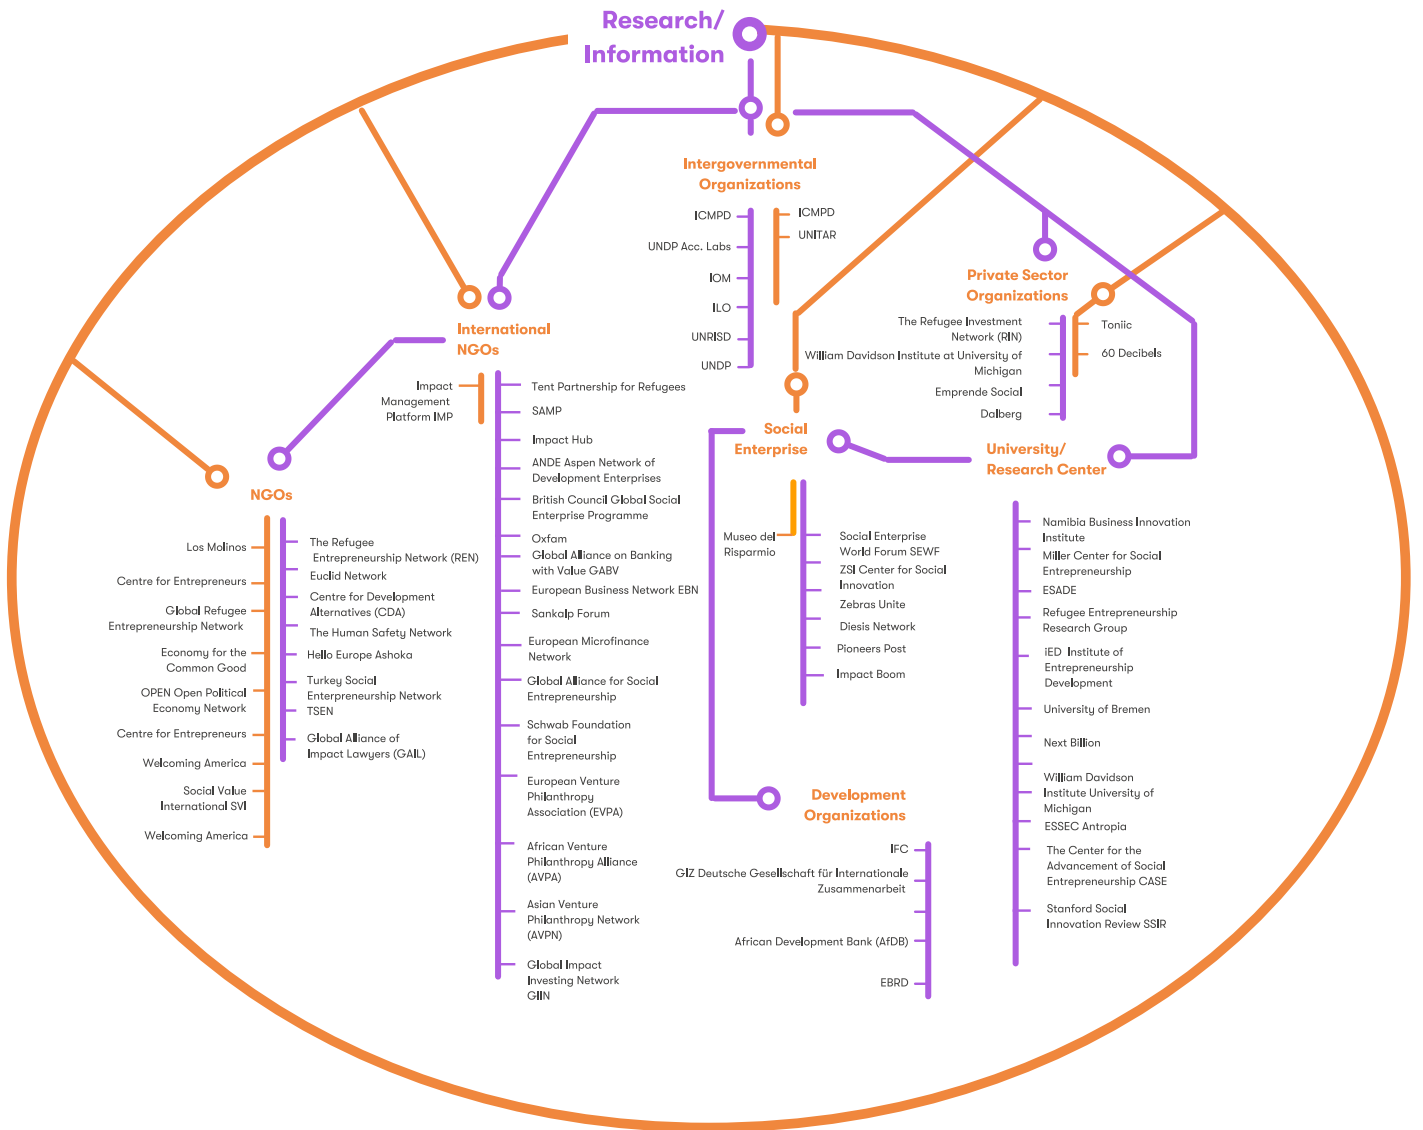 Research/
Information
Intergovernmental
Organizations
ICMPD
UNDP Acc. Labs
IOM
ILO
UNRISD
UNDP
ICMPD
UNITAR
Private Sector
Organizations
The Refugee Investment
Network (RIN)
William Davidson Institute at University of
Michigan
Emprende Social
Dalberg
Toniic
60 Decibels
International
NGOs
Impact
Management
Platform IMP
Tent Partnership for Refugees
SAMP
Impact Hub
ANDE Aspen Network of
Development Enterprises
British Council Global Social
Enterprise Programme
Oxfam
Global Alliance on Banking
with Value GABV
European Business Network EBN
Sankalp Forum
European Microfinance
Network
Global Alliance for Social
Entrepreneurship
Schwab Foundation
for Social
Entrepreneurship
European Venture
Philanthropy
Association (EVPA)
African Venture
Philanthropy Alliance
(AVPA)
Asian Venture
Philanthropy Network
(AVPN)
Global Impact
Investing Network
GIIN
NGOs
Los Molinos
Centre for Entrepreneurs
Global Refugee
Entrepreneurship Network
Economy for the
Common Good
OPEN Open Political
Economy Network
Centre for Entrepreneurs
Welcoming America
Social Value
International SVI
Welcoming America
The Refugee
Entrepreneurship Network (REN)
Euclid Network
Centre for Development
Alternatives (CDA)
The Human Safety Network
Hello Europe Ashoka
Turkey Social
Enterpreneurship Network
TSEN
Global Alliance of
Impact Lawyers (GAIL)
Social
Enterprise
Museo del
Risparmio
Social Enterprise
World Forum SEWF
ZSI Center for Social
Innovation
Zebras Unite
Diesis Network
Pioneers Post
Impact Boom
University/
Research Center
Namibia Business Innovation
Institute
Miller Center for Social
Entrepreneurship
ESADE
Refugee Entrepreneurship
Research Group
iED Institute of
Entrepreneurship
Development
University of Bremen
Next Billion
William Davidson
Institute University of
Michigan
ESSEC Antropia
The Center for the
Advancement of Social
Entrepreneurship CASE
Stanford Social
Innovation Review SSIR
Development
Organizations
IFC
GIZ Deutsche Gesellschaft für Internationale
Zusammenarbeit
African Development Bank (AfDB)
EBRD